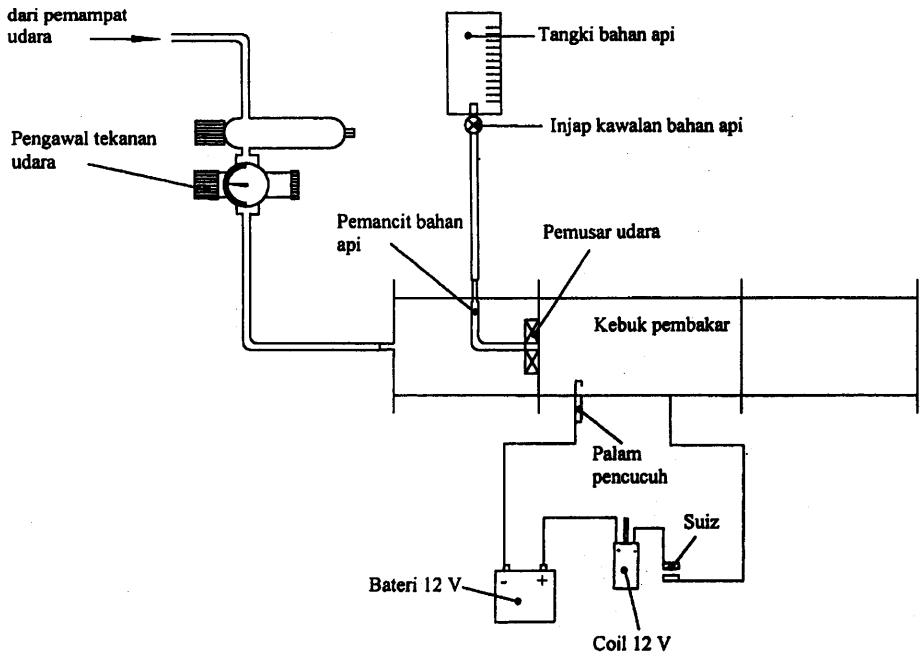 dari pemampat
udara
Tangki bahan api
Injap kawalan bahan api
Pengawal tekanan
udara
Pemancit bahan
api
Pemusar udara
Kebuk pembakar
Palam
pencucuh
Suiz
Bateri 12 V
- +
- -
Coil 12 V